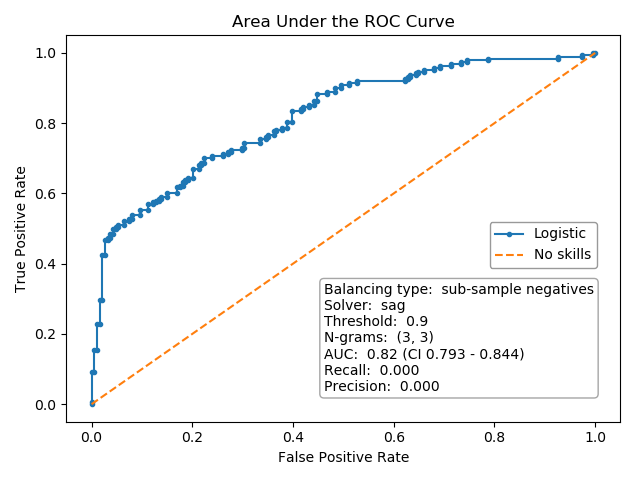 Area Under the ROC Curve
True Positive Rate
1.0
0.8
0.6
0.4
0.2
0.0
Logistic
No skills
Balancing type:  sub-sample negatives
Solver:  sag
Threshold:  0.9
N-grams:  (3, 3)
AUC:  0.82 (CI 0.793 - 0.844)
Recall:  0.000
Precision:  0.000
0.0 0.2 0.4 0.6 0.8 1.0
False Positive Rate